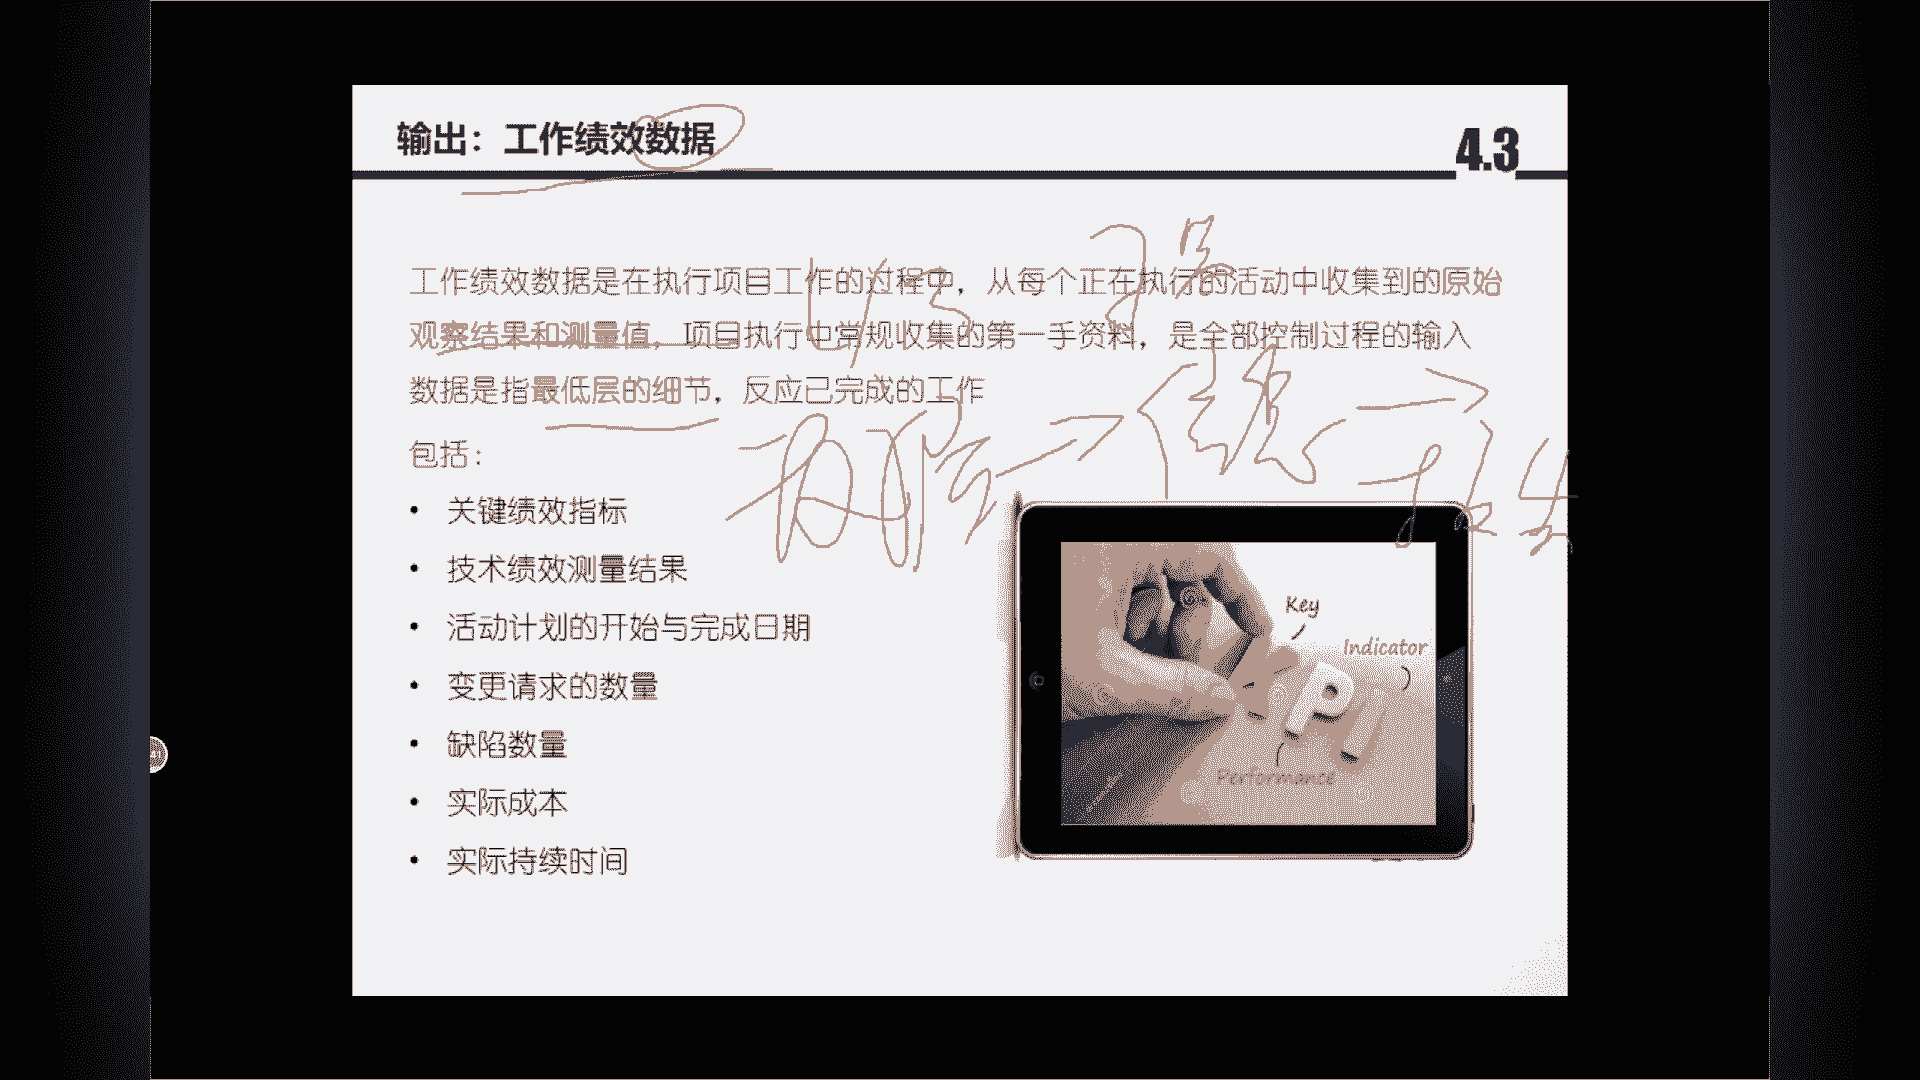 输出：工作绩效数据
4.3
工作绩效数据是在执行项目工作的过程中，从每个正在执行的活动中收集到的原始
观察结果和测量值，项目执行中常规收集的第一手资料，是全部控制过程的输入
数据是指最低层的细节，反应已完成的工作
包括：
• 关键绩效指标
• 技术绩效测量结果
• 活动计划的开始与完成日期
• 变更请求的数量
• 缺陷数量
• 实际成本
• 实际持续时间
Key
Indicator
P
I
Performance